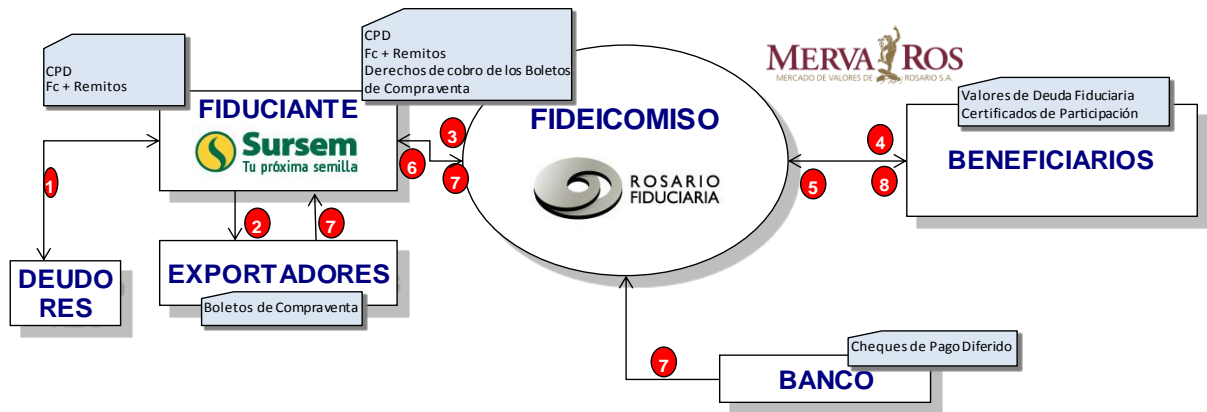 CPD
Fc + Remitos
CPD
Fc + Remitos
Derechos de cobro de los Boletos
de Compraventa
MERVA ROS
MERCADO DE VALORES DE ROSARIO S.A.
FIDUCIANTE
Sursem
Tu próxima semilla
FIDEICOMISO
ROSARIO
FIDUCIARIA
Valores de Deuda Fiduciaria
Certificados de Participación
BENEFICIARIOS
3
6
7
4
5
8
1
2
7
DEUDO
RES
EXPORTADORES
Boletos de Compraventa
7
Cheques de Pago Diferido
BANCO